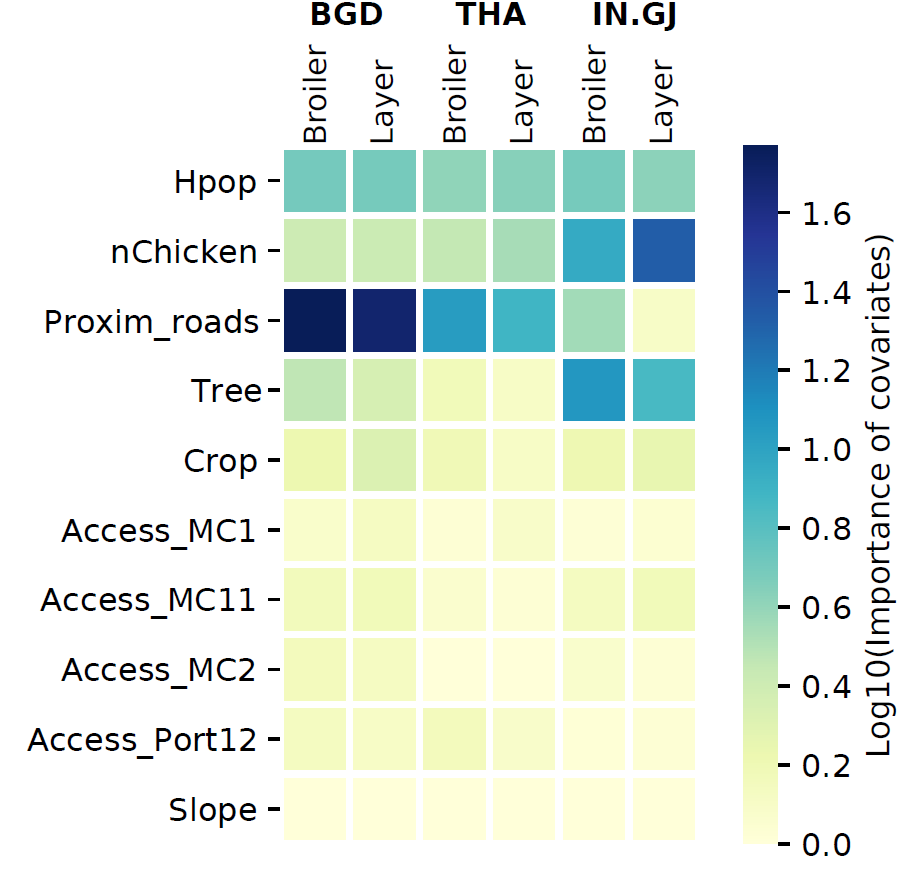 BGD THA IN.GJ
Broiler Layer Broiler Layer Broiler Layer
Hpop
nChicken
Proxim_roads
Tree
Crop
Access_MC1
Access_MC11
Access_MC2
Access_Port12
Slope
1.6
1.4
1.2
1.0
0.8
0.6
0.4
0.2
0.0
Log10(Importance of covariates)